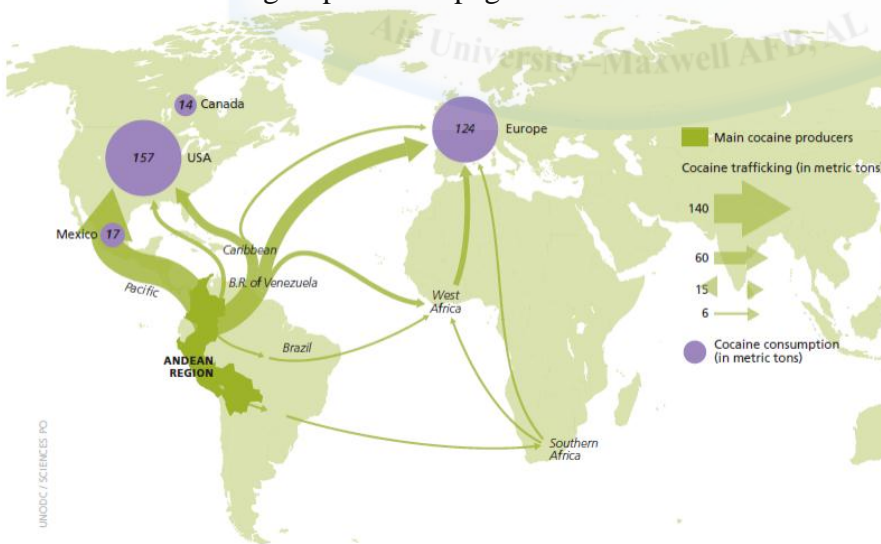 Air University–Maxwell AFB, AL
14 Canada
157 USA
124 Europe
Mexico 17
Pacific
Caribbean
B.R. of Venezuela
West
Africa
Brazil
ANDEAN
REGION
Southern
Africa
Main cocaine producers
Cocaine trafficking (in metric tons)
140
60
15
6
Cocaine consumption
(in metric tons)
UNODC / SCIENCES PO